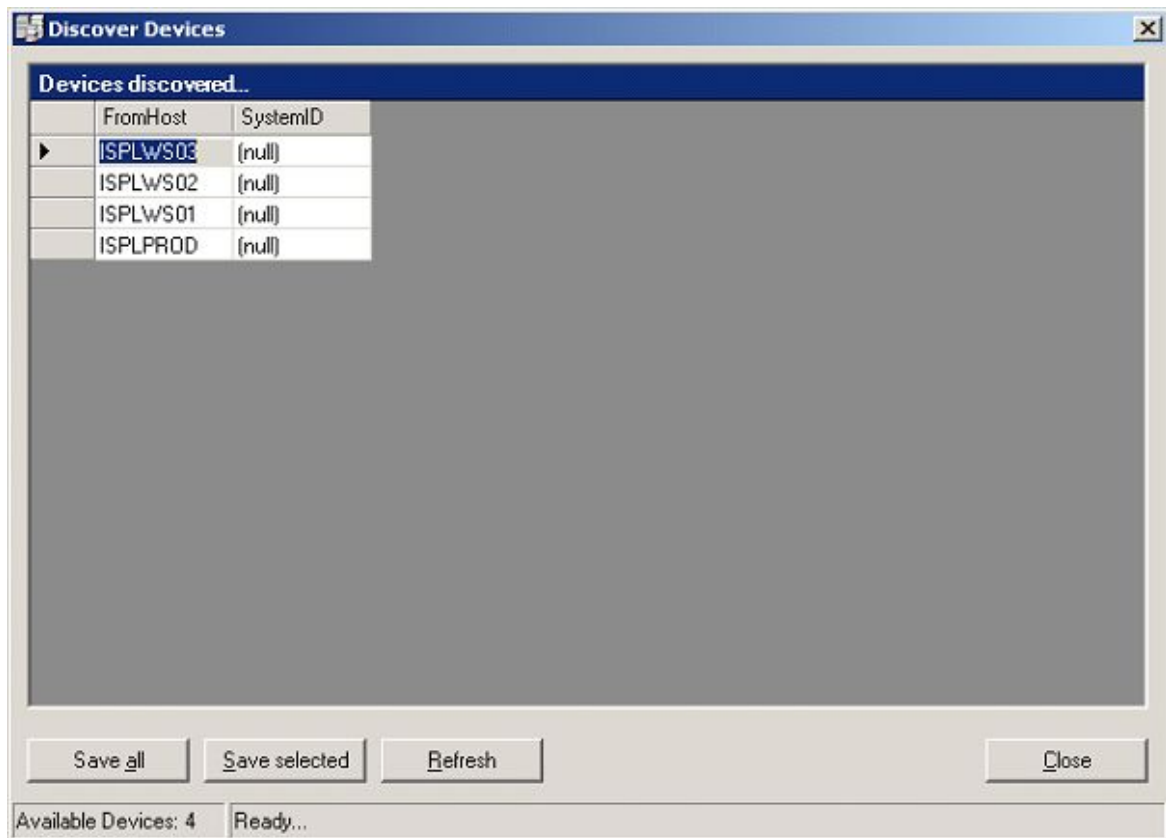 Discover Devices
Devices discovered...
FromHost SystemID
ISPLWS03 (null)
ISPLWS02 (null)
ISPLWS01 (null)
ISPLPROD (null)
Save all Save selected Refresh Close
Available Devices: 4 Ready...